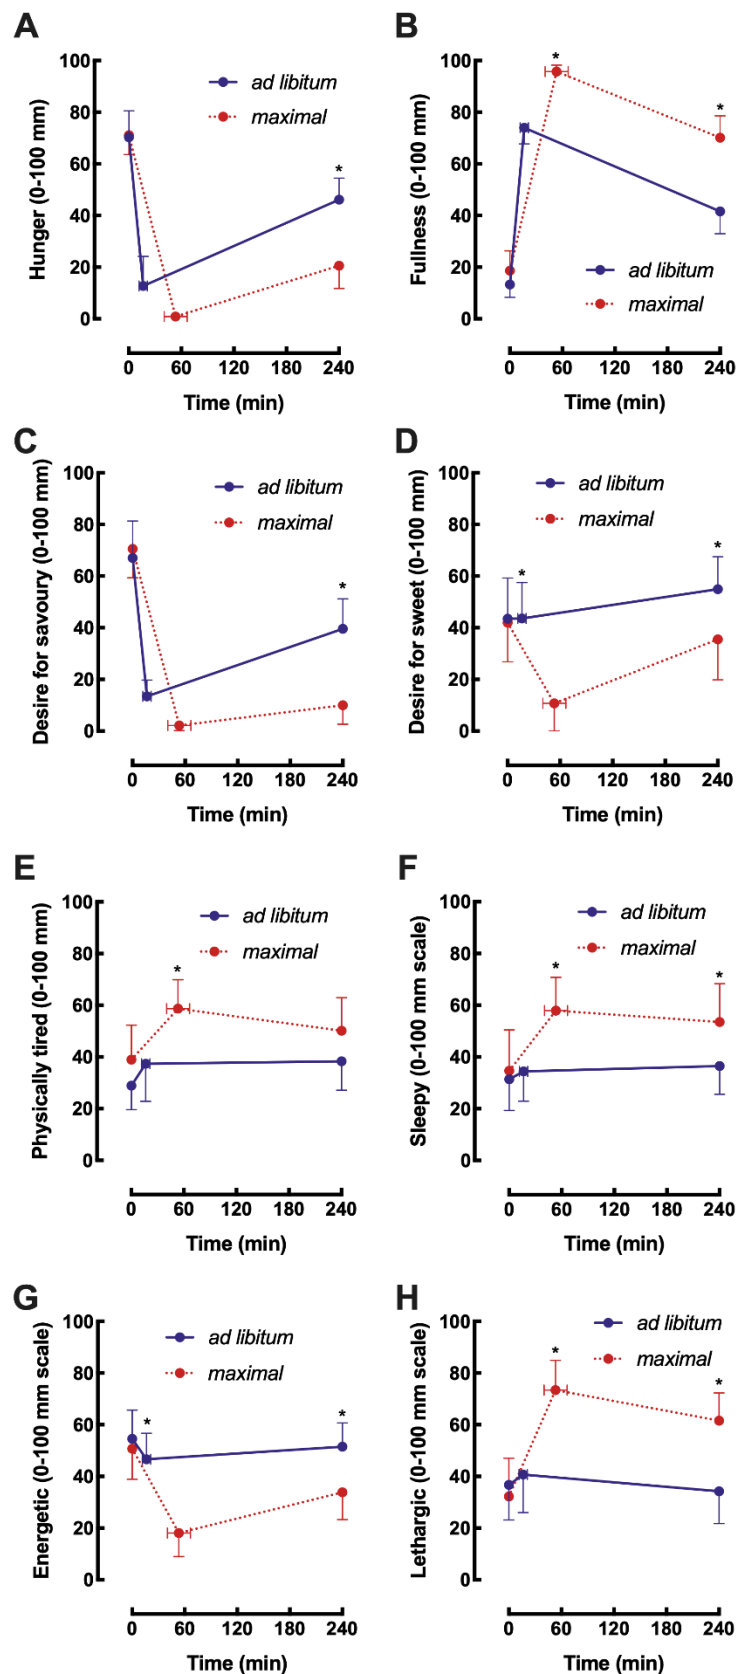 A
Hunger (0-100 mm)
100
80
60
40
20
0
ad libitum
maximal
*
0 60 120 180 240
Time (min)
B
Fullness (0-100 mm)
100
80
60
40
20
0
*
*
ad libitum
maximal
0 60 120 180 240
Time (min)
C
Desire for savoury (0-100 mm)
100
80
60
40
20
0
ad libitum
maximal
*
0 60 120 180 240
Time (min)
D
Desire for sweet (0-100 mm)
100
80
60
40
20
0
ad libitum
maximal
*
*
0 60 120 180 240
Time (min)
E
Physically tired (0-100 mm)
100
80
60
40
20
0
ad libitum
maximal
*
0 60 120 180 240
Time (min)
F
Sleepy (0-100 mm scale)
100
80
60
40
20
0
ad libitum
maximal
*
*
0 60 120 180 240
Time (min)
G
Energetic (0-100 mm scale)
100
80
60
40
20
0
ad libitum
maximal
*
*
0 60 120 180 240
Time (min)
H
Lethargic (0-100 mm scale)
100
80
60
40
20
0
ad libitum
maximal
*
*
0 60 120 180 240
Time (min)